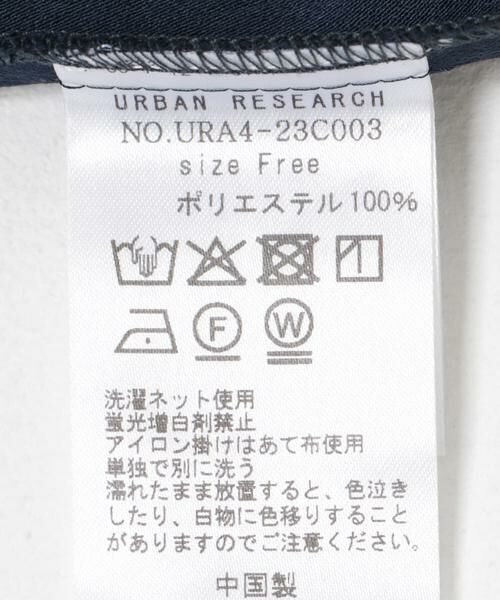 URBAN RESEARCH
NO.URA4-23C003
size Free
ポリエステル100%
F
W
洗濯ネット使用
蛍光増白剤禁止
アイロン掛けはあて布使用
単独で別に洗う
濡れたまま放置すると、色泣き
したり、白物に色移りすること
がありますのでご注意ください。
中国製